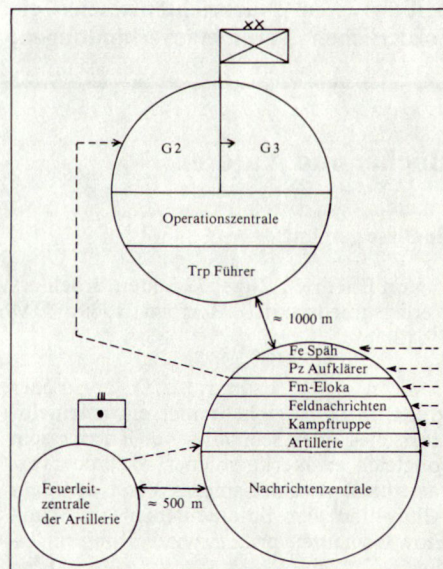 XX
G2
G3
Operationszentrale
Trp Führer
≈ 1000 m
Fe Späh
Pz Aufklärer
Fm-Eloka
Feldnachrichten
Kampftruppe
Artillerie
Nachrichtenzentrale
Feuerleit-
zentrale
der Artillerie
≈ 500 m